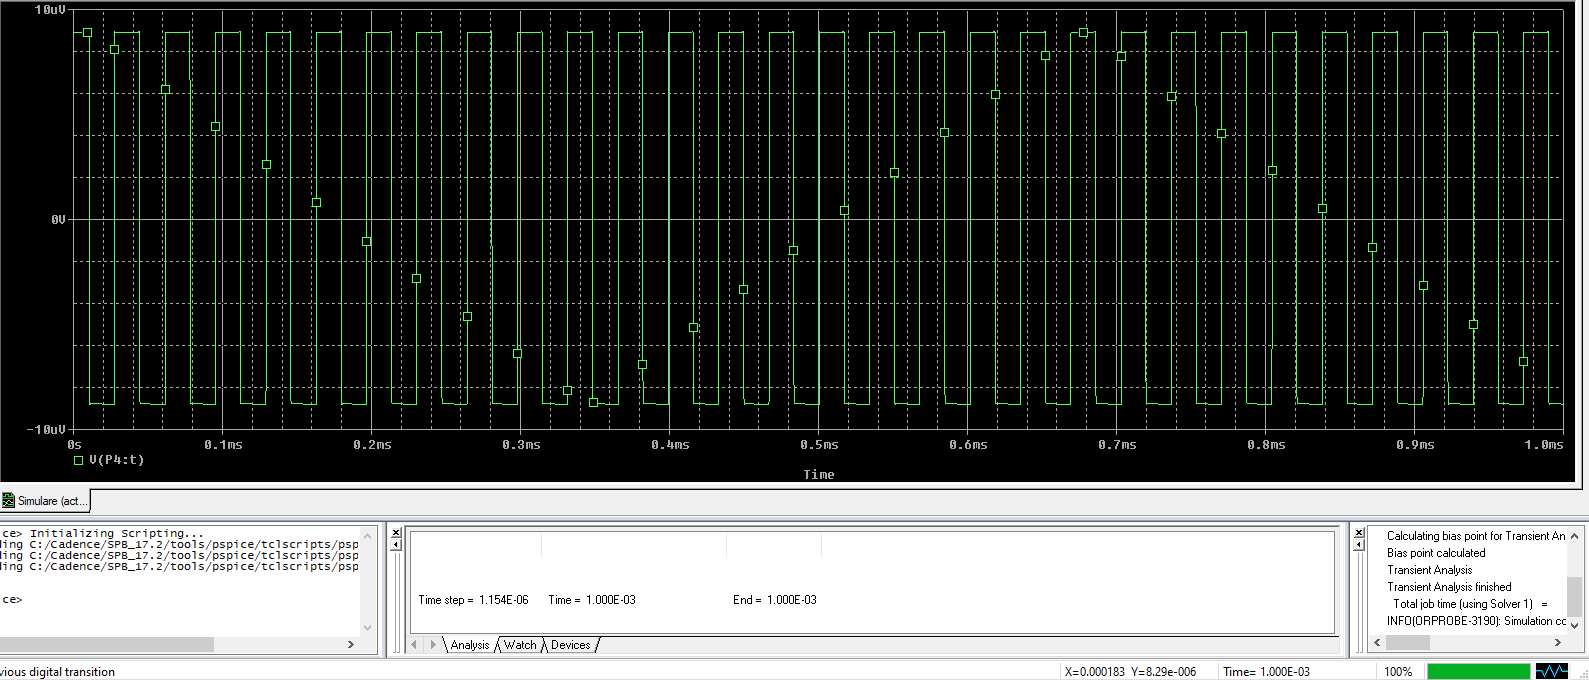 10uV
0V
-10uV
0s 0.1ms 0.2ms 0.3ms 0.4ms 0.5ms 0.6ms 0.7ms 0.8ms 0.9ms 1.0ms
V(P4:t)
Time
Simulare (act...
ce> Initializing Scripting...
ing C:/Cadence/SPB_17.2/tools/pspice/tclscripts/psp
ing C:/Cadence/SPB_17.2/tools/pspice/tclscripts/psp
ing C:/Cadence/SPB_17.2/tools/pspice/tclscripts/psp
ce>
Time step = 1.154E-06 Time = 1.000E-03 End = 1.000E-03
Analysis Watch Devices
Calculating bias point for Transient An
Bias point calculated
Transient Analysis
Transient Analysis finished
Total job time (using Solver 1) =
INFO(ORPROBE-3190): Simulation co
vious digital transition
X=0.000183 Y=8.29e-006 Time= 1.000E-03 100%